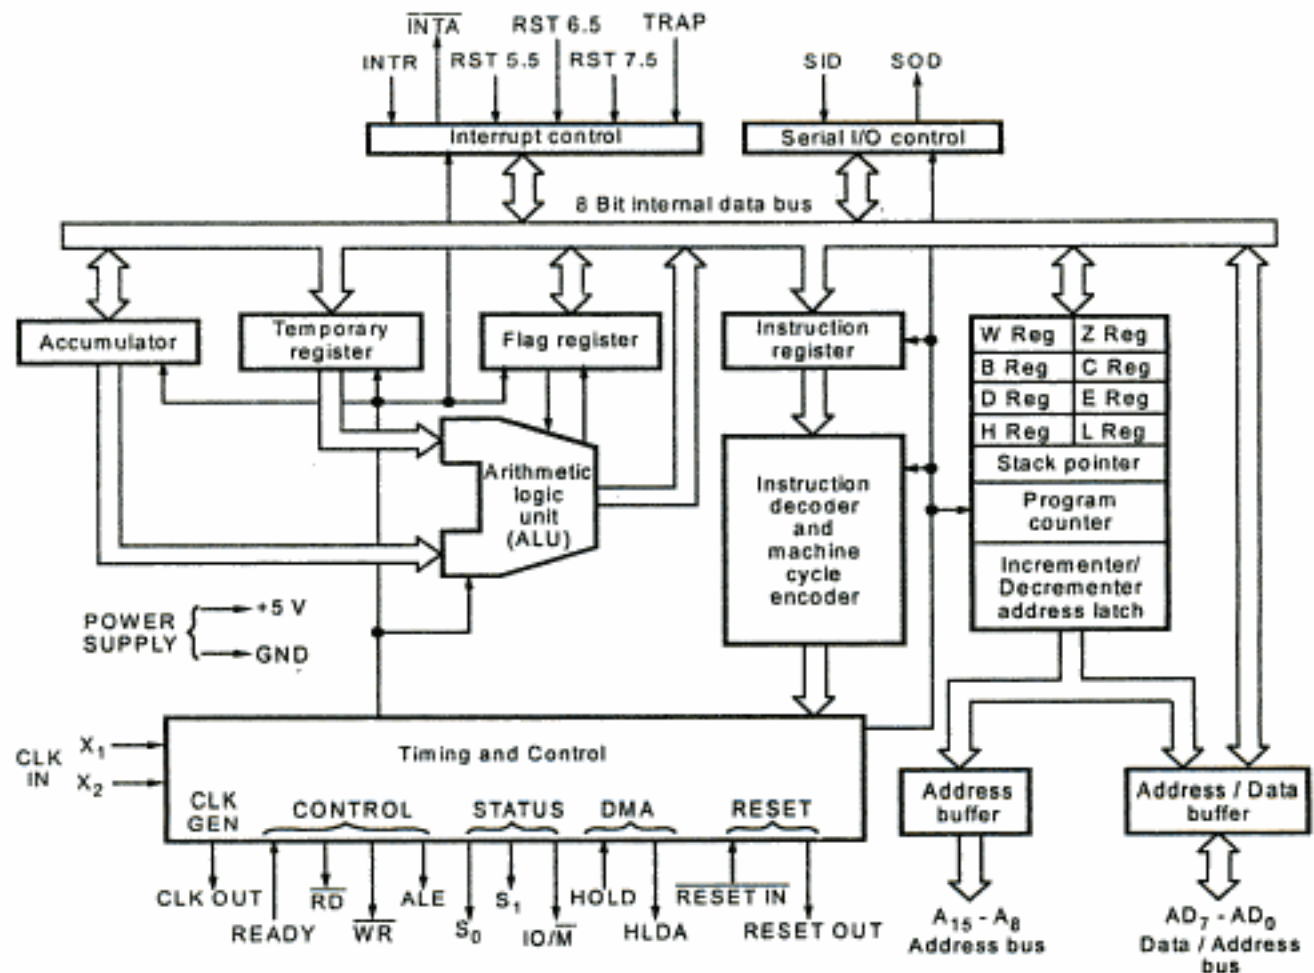 INTA
RST 6.5
TRAP
INTR
RST 5.5
RST 7.5
SID
SOD
Interrupt control
Serial I/O control
8 Bit internal data bus
Accumulator
Temporary
register
Flag register
Instruction
register
W Reg
Z Reg
B Reg
C Reg
D Reg
E Reg
H Reg
L Reg
Stack pointer
Program
counter
Incrementer/
Decrementer
address latch
Arithmetic
logic
unit
(ALU)
Instruction
decoder
and
machine
cycle
encoder
POWER
SUPPLY
+5 V
GND
CLK
IN
X1
X2
Timing and Control
CLK
GEN
CONTROL
STATUS
DMA
RESET
Address
buffer
Address / Data
buffer
CLK OUT
READY
RD
WR
ALE
S0
S1
IO/M
HOLD
HLDA
RESET IN
RESET OUT
A15 - A8
Address bus
AD7 - AD0
Data / Address
bus